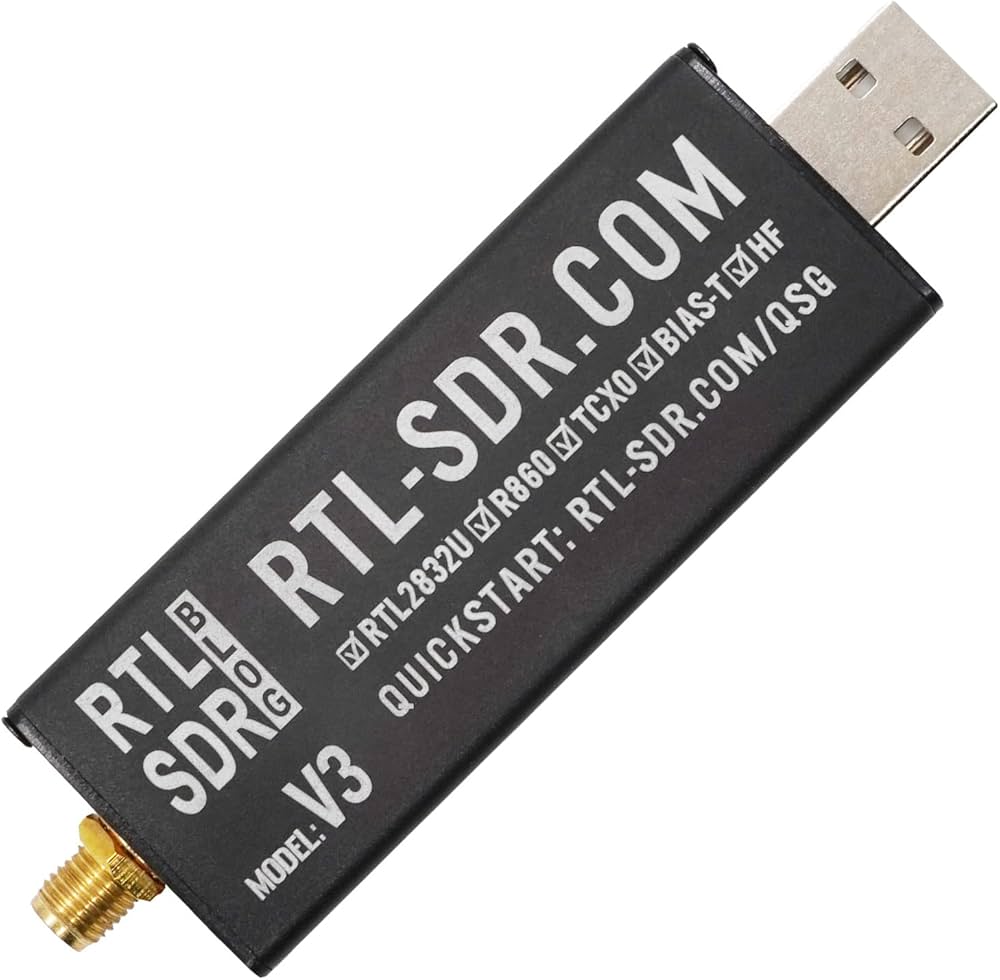 RTL-SDR.COM
☑RTL2832U ☑R860 ☑TCXO ☑BIAS-T ☑HF
QUICKSTART: RTL-SDR.COM/QSG
RTL
SDR
BLOG
MODEL: V3